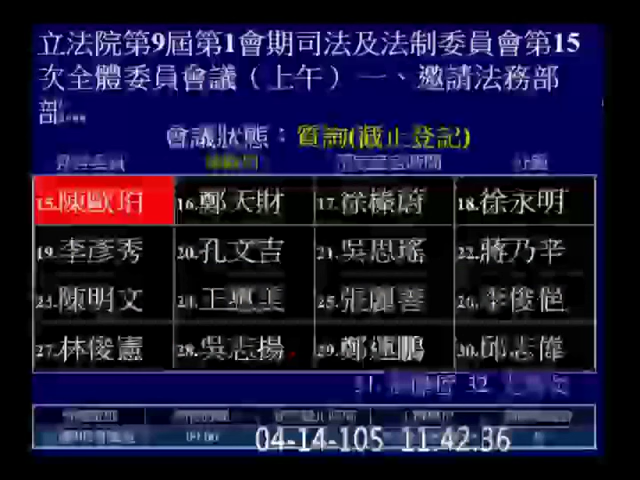 立法院第9屆第1會期司法及法制委員會第15
次全體委員會議（上午）一、邀請法務部
部...
會議狀態：質詢(截止登記)
15.陳歐珀 16.鄭天財 17.徐榛蔚 18.徐永明
19.李彥秀 20.孔文吉 21.吳思瑤 22.蔣乃辛
23.陳明文 24.王惠美 25.張麗善 26.李俊俋
27.林俊憲 28.吳志揚 29.鄭運鵬 30.邱志偉
04-14-105 11:42:36